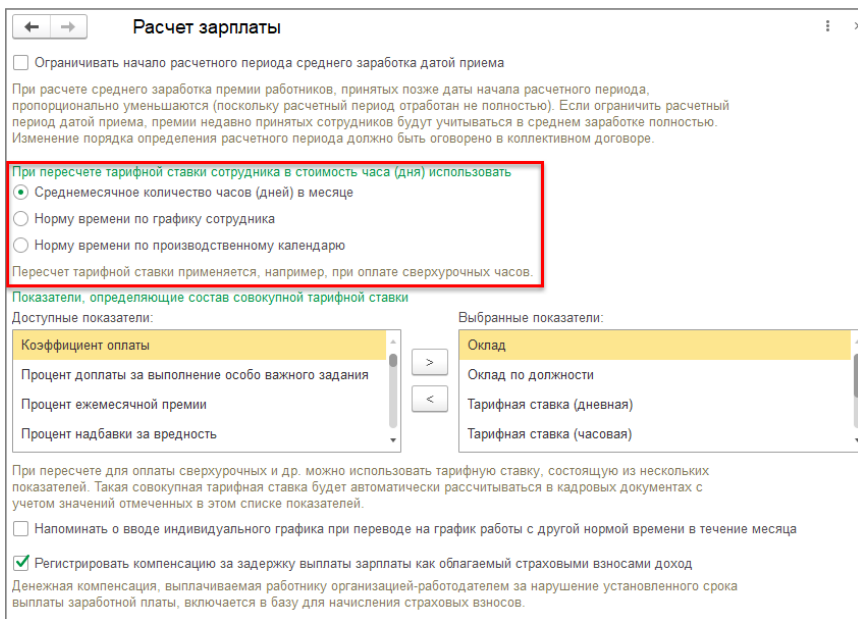 Расчет зарплаты
Ограничивать начало расчетного периода среднего заработка датой приема
При расчете среднего заработка премии работников, принятых позже даты начала расчетного периода,
пропорционально уменьшаются (поскольку расчетный период отработан не полностью). Если ограничить расчетный
период датой приема, премии недавно принятых сотрудников будут учитываться в среднем заработке полностью.
Изменение порядка определения расчетного периода должно быть оговорено в коллективном договоре.
При пересчете тарифной ставки сотрудника в стоимость часа (дня) использовать
Среднемесячное количество часов (дней) в месяце
Норму времени по графику сотрудника
Норму времени по производственному календарю
Пересчет тарифной ставки применяется, например, при оплате сверхурочных часов.
Показатели, определяющие состав совокупной тарифной ставки
Доступные показатели: Выбранные показатели:
Коэффициент оплаты Оклад
Процент доплаты за выполнение особо важного задания Оклад по должности
Процент ежемесячной премии Тарифная ставка (дневная)
Процент надбавки за вредность Тарифная ставка (часовая)
При пересчете для оплаты сверхурочных и др. можно использовать тарифную ставку, состоящую из нескольких
показателей. Такая совокупная тарифная ставка будет автоматически рассчитываться в кадровых документах с
учетом значений отмеченных в этом списке показателей.
Напоминать о вводе индивидуального графика при переводе на график работы с другой нормой времени в течение месяца
Регистрировать компенсацию за задержку выплаты зарплаты как облагаемый страховыми взносами доход
Денежная компенсация, выплачиваемая работнику организацией-работодателем за нарушение установленного срока
выплаты заработной платы, включается в базу для начисления страховых взносов.